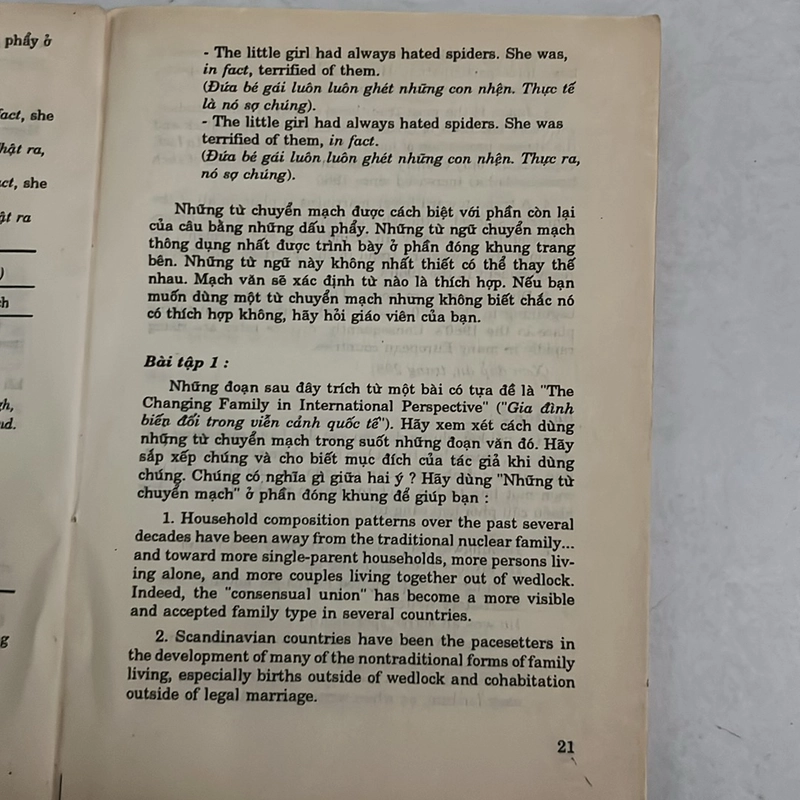 phẩy ở
fact, she
hật ra,
ct, she
ật ra
)
ch
gh,
nd.
g
- The little girl had always hated spiders. She was,
in fact, terrified of them.
(Đứa bé gái luôn luôn ghét những con nhện. Thực tế
là nó sợ chúng).
- The little girl had always hated spiders. She was
terrified of them, in fact.
(Đứa bé gái luôn luôn ghét những con nhện. Thực ra,
nó sợ chúng).
Những từ chuyển mạch được cách biệt với phần còn lại
của câu bằng những dấu phẩy. Những từ ngữ chuyển mạch
thông dụng nhất được trình bày ở phần đóng khung trang
bên. Những từ ngữ này không nhất thiết có thể thay thế
nhau. Mạch văn sẽ xác định từ nào là thích hợp. Nếu bạn
muốn dùng một từ chuyển mạch nhưng không biết chắc nó
có thích hợp không, hãy hỏi giáo viên của bạn.
Bài tập 1 :
Những đoạn sau đây trích từ một bài có tựa đề là "The
Changing Family in International Perspective" ("Gia đình
biến đổi trong viễn cảnh quốc tế"). Hãy xem xét cách dùng
những từ chuyển mạch trong suốt những đoạn văn đó. Hãy
sắp xếp chúng và cho biết mục đích của tác giả khi dùng
chúng. Chúng có nghĩa gì giữa hai ý ? Hãy dùng "Những từ
chuyển mạch" ở phần đóng khung để giúp bạn :
1. Household composition patterns over the past several
decades have been away from the traditional nuclear family...
and toward more single-parent households, more persons liv-
ing alone, and more couples living together out of wedlock.
Indeed, the "consensual union" has become a more visible
and accepted family type in several countries.
2. Scandinavian countries have been the pacesetters in
the development of many of the nontraditional forms of family
living, especially births outside of wedlock and cohabitation
outside of legal marriage.
21